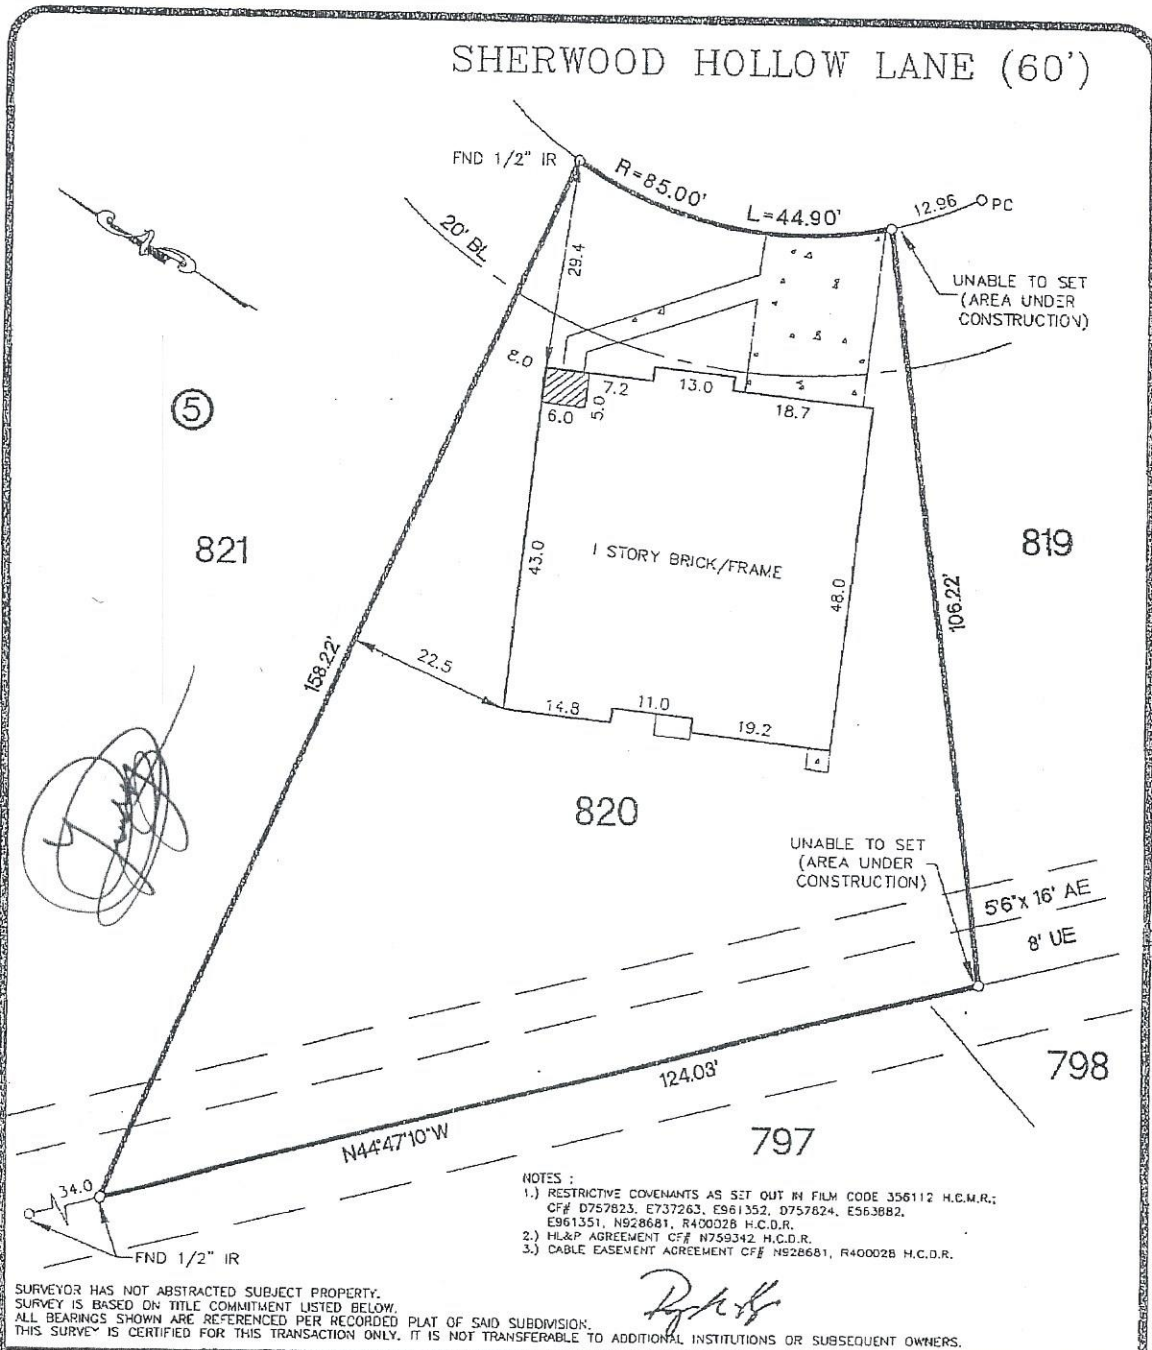 SHERWOOD HOLLOW LANE (60')
FND 1/2" IR
R=85.00'
L=44.90'
12.96
PC
20' BL
29.4
UNABLE TO SET
(AREA UNDER
CONSTRUCTION)
8.0
7.2
13.0
18.7
6.0
5.0
5
821
819
1 STORY BRICK/FRAME
43.0
48.0
106.22'
158.22'
22.5
14.8
11.0
19.2
820
UNABLE TO SET
(AREA UNDER
CONSTRUCTION)
5'6"x 16' AE
8' UE
798
124.03'
N44°47'10"W
797
34.0
FND 1/2" IR
NOTES :
1.) RESTRICTIVE COVENANTS AS SET OUT IN FILM CODE 356112 H.C.M.R.;
CF# D757823, E737263, E961352, D757824, E563882,
E961351, N928681, R400028 H.C.D.R.
2.) HL&P AGREEMENT CF# N759342 H.C.D.R.
3.) CABLE EASEMENT AGREEMENT CF# N928681, R400028 H.C.D.R.
SURVEYOR HAS NOT ABSTRACTED SUBJECT PROPERTY.
SURVEY IS BASED ON TITLE COMMITMENT LISTED BELOW.
ALL BEARINGS SHOWN ARE REFERENCED PER RECORDED PLAT OF SAID SUBDIVISION.
THIS SURVEY IS CERTIFIED FOR THIS TRANSACTION ONLY. IT IS NOT TRANSFERABLE TO ADDITIONAL INSTITUTIONS OR SUBSEQUENT OWNERS.